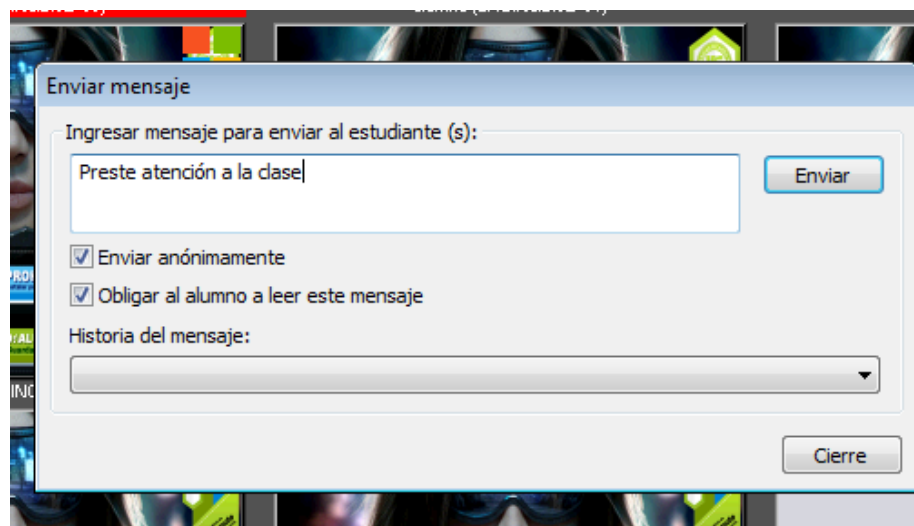 Enviar mensaje
Ingresar mensaje para enviar al estudiante (s):
Preste atención a la clase
Enviar
Enviar anónimamente
Obligar al alumno a leer este mensaje
Historia del mensaje:
Cierre